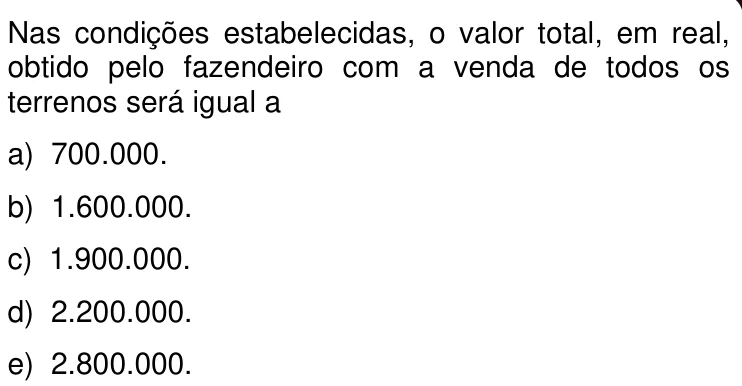 Nas condições estabelecidas, o valor total, em real,
obtido pelo fazendeiro com a venda de todos os
terrenos será igual a
a) 700.000.
b) 1.600.000.
c) 1.900.000.
d) 2.200.000.
e) 2.800.000.